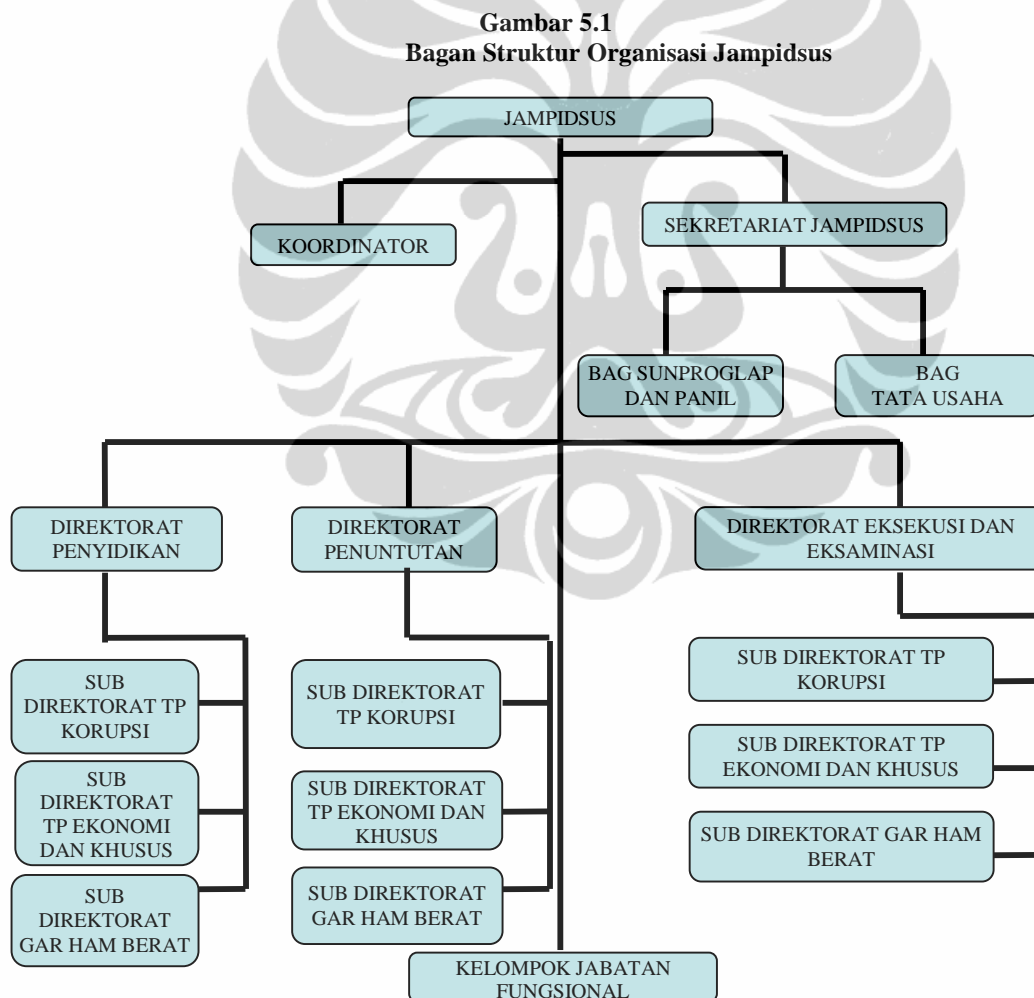 Gambar 5.1
Bagan Struktur Organisasi Jampidsus
JAMPIDSUS
KOORDINATOR
SEKRETARIAT JAMPIDSUS
BAG SUNPROGLAP
DAN PANIL
BAG
TATA USAHA
DIREKTORAT
PENYIDIKAN
DIREKTORAT
PENUNTUTAN
DIREKTORAT EKSEKUSI DAN
EKSAMINASI
SUB
DIREKTORAT TP
KORUPSI
SUB
DIREKTORAT
TP EKONOMI
DAN KHUSUS
SUB
DIREKTORAT
GAR HAM BERAT
SUB DIREKTORAT
TP KORUPSI
SUB DIREKTORAT
TP EKONOMI DAN
KHUSUS
SUB DIREKTORAT
GAR HAM BERAT
SUB DIREKTORAT TP
KORUPSI
SUB DIREKTORAT TP
EKONOMI DAN KHUSUS
SUB DIREKTORAT GAR HAM
BERAT
KELOMPOK JABATAN
FUNGSIONAL